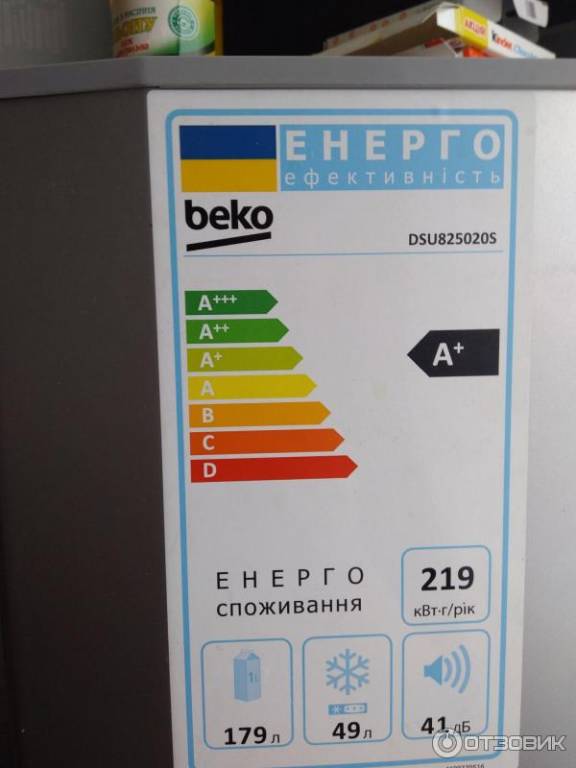 ЕНЕРГО
ефективність
beko
DSU825020S
A+++
A++
A+
A
B
C
D
A+
ЕНЕРГО
споживання
219
кВт·г/рік
179 л
49 л
41 дБ
ОТЗОВИК